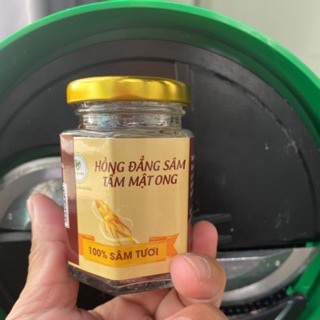 HỒNG ĐẲNG SÂM
TẨM MẬT ONG
100% SÂM TƯƠI